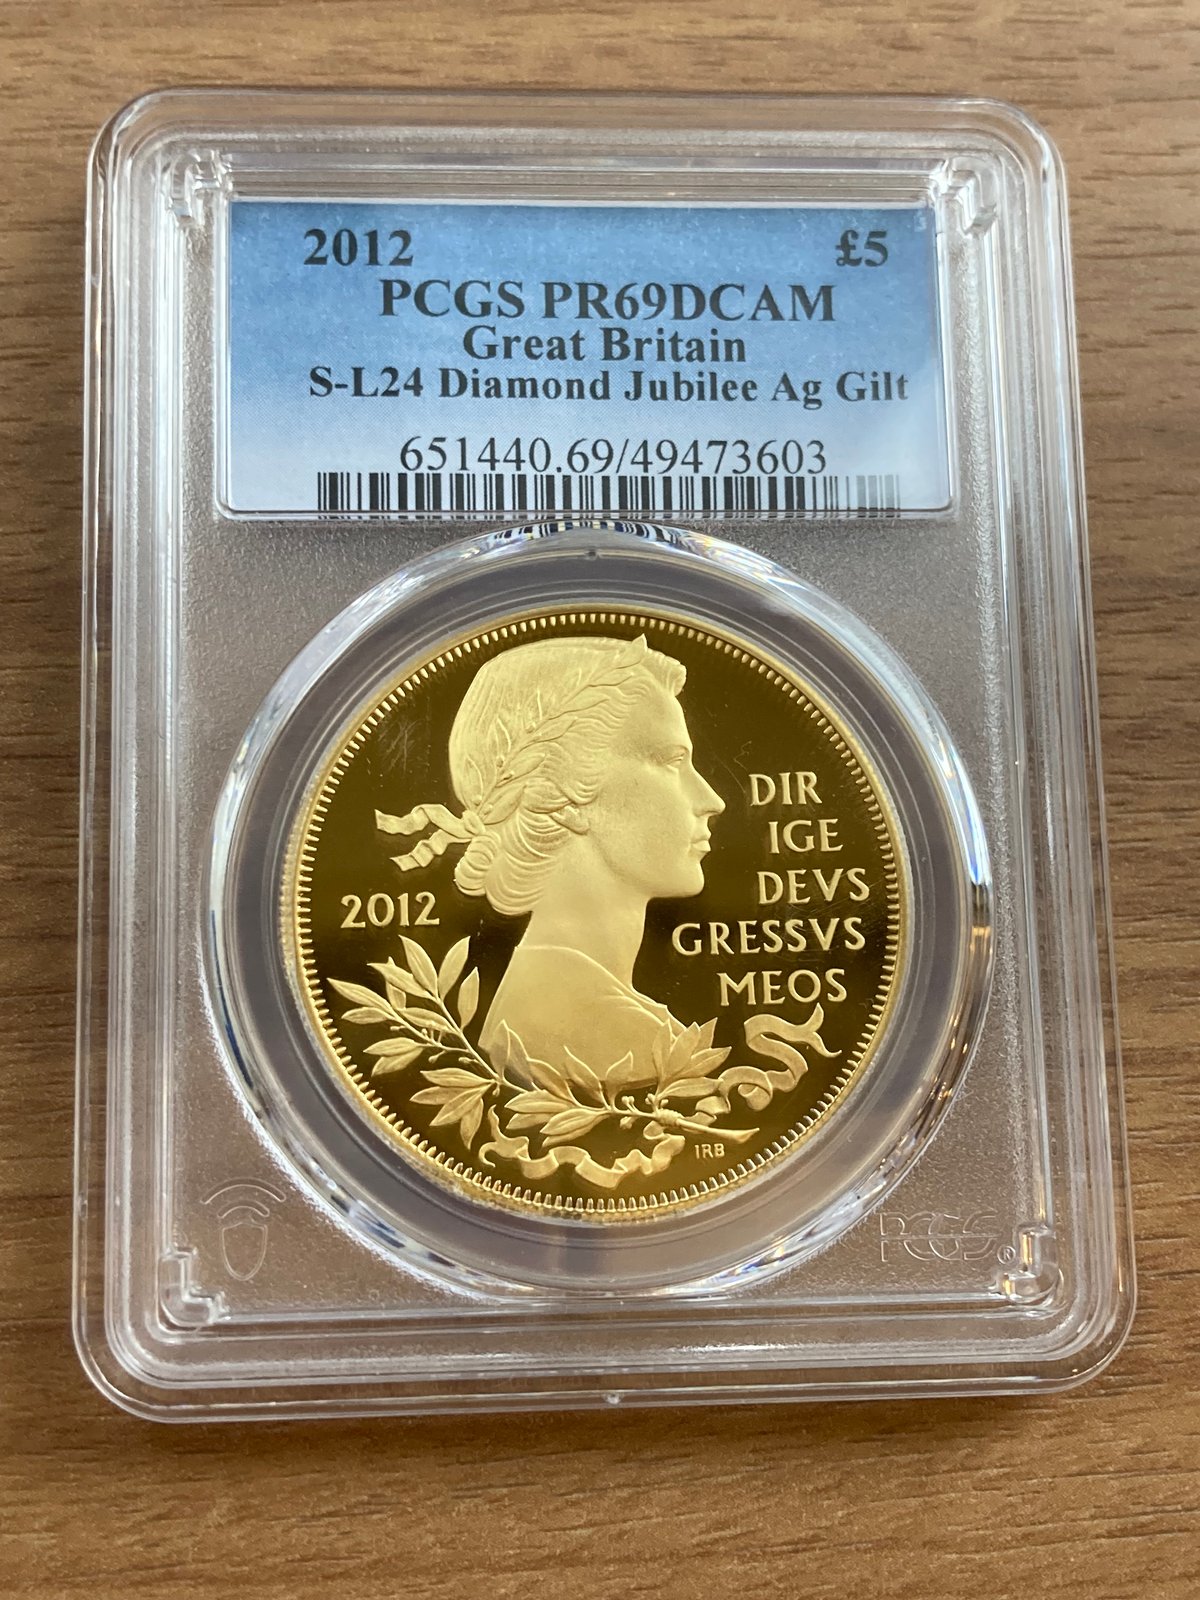 2012 £5
PCGS PR69DCAM
Great Britain
S-L24 Diamond Jubilee Ag Gilt
651440.69/49473603
DIR
IGE
DEVS
2012
GRESSVS
MEOS
IRB
PCGS®